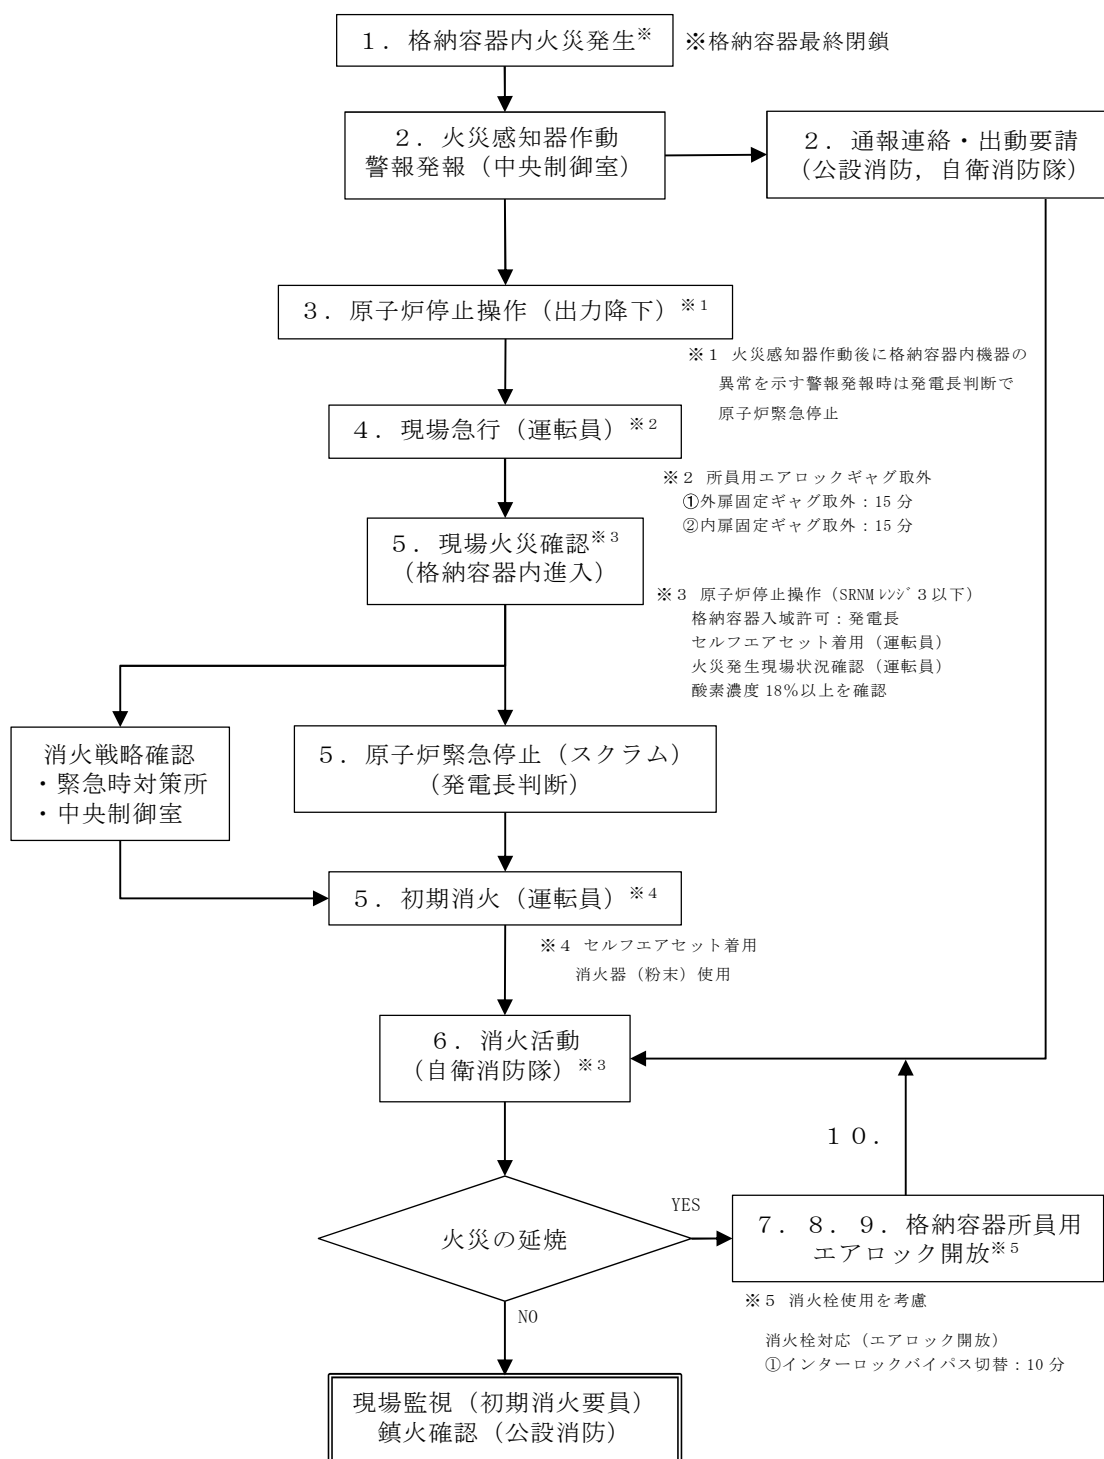 １．格納容器内火災発生※
※格納容器最終閉鎖
２．火災感知器作動
警報発報（中央制御室）
２．通報連絡・出動要請
（公設消防，自衛消防隊）
３．原子炉停止操作（出力降下）※1
※1 火災感知器作動後に格納容器内機器の
異常を示す警報発報時は発電長判断で
原子炉緊急停止
４．現場急行（運転員）※2
※2 所員用エアロックギャグ取外
①外扉固定ギャグ取外：15分
②内扉固定ギャグ取外：15分
５．現場火災確認※3
（格納容器内進入）
※3 原子炉停止操作（SRNMﾚﾝｼﾞ3以下）
格納容器入域許可：発電長
セルフエアセット着用（運転員）
火災発生現場状況確認（運転員）
酸素濃度18％以上を確認
消火戦略確認
・緊急時対策所
・中央制御室
５．原子炉緊急停止（スクラム）
（発電長判断）
５．初期消火（運転員）※4
※4 セルフエアセット着用
消火器（粉末）使用
６．消火活動
（自衛消防隊）※3
１０．
火災の延焼
YES
７．８．９．格納容器所員用
エアロック開放※5
※5 消火栓使用を考慮
消火栓対応（エアロック開放）
①インターロックバイパス切替：10分
NO
現場監視（初期消火要員）
鎮火確認（公設消防）